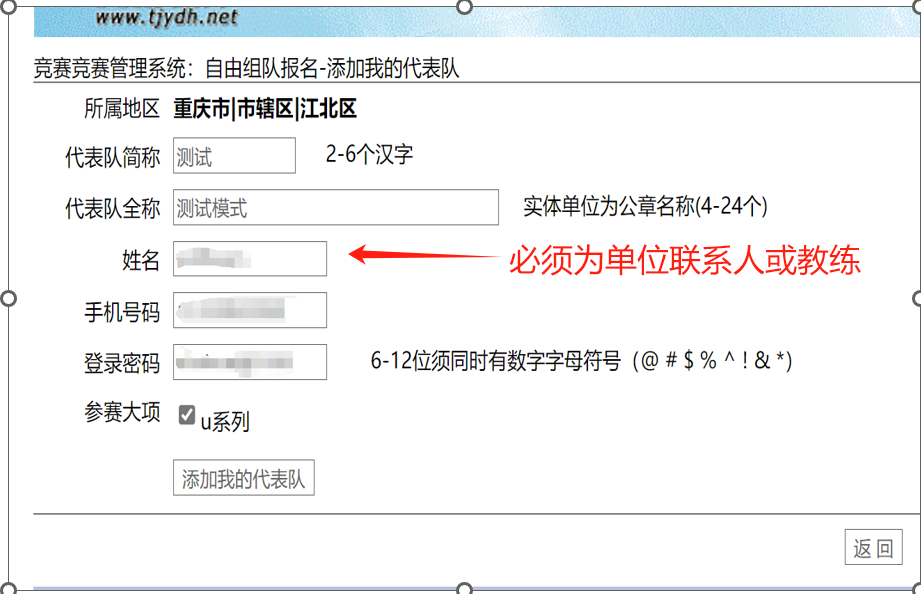 www.tjydh.net
竞赛竞赛管理系统：自由组队报名-添加我的代表队
所属地区 重庆市|市辖区|江北区
代表队简称 测试 2-6个汉字
代表队全称 测试模式 实体单位为公章名称(4-24个)
姓名 必须为单位联系人或教练
手机号码
登录密码 6-12位须同时有数字字母符号（@ # $ % ^ ! & *）
参赛大项 u系列
添加我的代表队
返 回